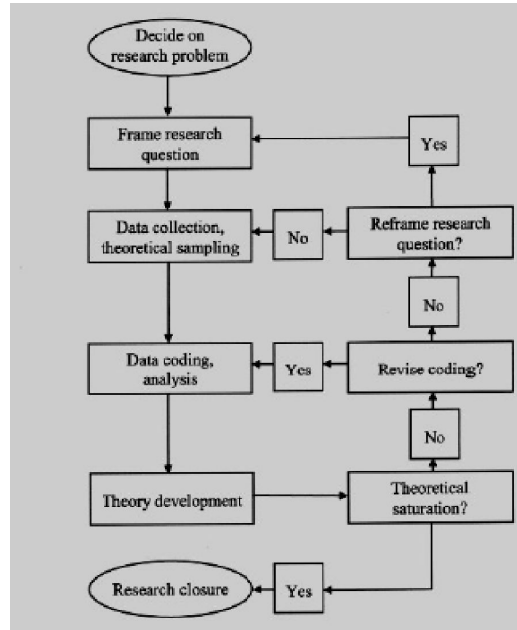 Decide on
research problem
Frame research
question
Yes
Data collection,
theoretical sampling
No
Reframe research
question?
No
Data coding,
analysis
Yes
Revise coding?
No
Theory development
Theoretical
saturation?
Research closure
Yes